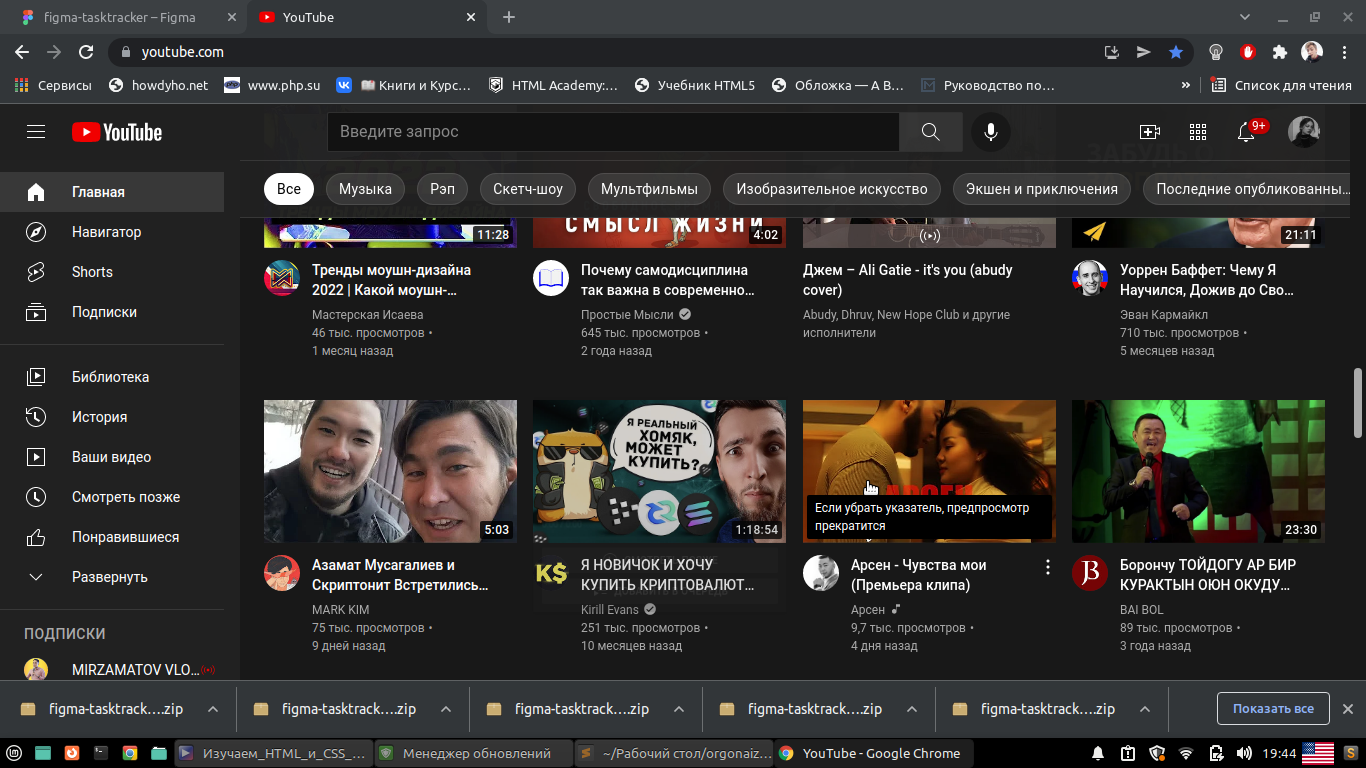 figma-tasktracker – Figma
YouTube
youtube.com
Сервисы
howdyho.net
www.php.su
Книги и Курс…
HTML Academy:…
Учебник HTML5
Обложка — A B…
Руководство по…
»
Список для чтения
YouTube
Введите запрос
9+
Все
Музыка
Рэп
Скетч-шоу
Мультфильмы
Изобразительное искусство
Экшен и приключения
Последние опубликованны…
Главная
Навигатор
Shorts
Подписки
Библиотека
История
Ваши видео
Смотреть позже
Понравившиеся
Развернуть
ПОДПИСКИ
MIRZAMATOV VLO…
11:28
СМЫСЛ ЖИЗНИ
4:02
21:11
Тренды моушн-дизайна
2022 | Какой моушн-…
Мастерская Исаева
46 тыс. просмотров •
1 месяц назад
Почему самодисциплина
так важна в современно…
Простые Мысли
645 тыс. просмотров •
2 года назад
Джем – Ali Gatie - it's you (abudy
cover)
Abudy, Dhruv, New Hope Club и другие
исполнители
Уоррен Баффет: Чему Я
Научился, Дожив до Сво…
Эван Кармайкл
710 тыс. просмотров •
5 месяцев назад
5:03
Я РЕАЛЬНЫЙ
ХОМЯК,
МОЖЕТ
КУПИТЬ?
1:18:54
АРСЕН
Если убрать указатель, предпросмотр
прекратится
23:30
Азамат Мусагалиев и
Скриптонит Встретились…
MARK KIM
75 тыс. просмотров •
9 дней назад
K$
Я НОВИЧОК И ХОЧУ
КУПИТЬ КРИПТОВАЛЮТ…
Kirill Evans
251 тыс. просмотров •
10 месяцев назад
Арсен - Чувства мои
(Премьера клипа)
Арсен
9,7 тыс. просмотров •
4 дня назад
Борончу ТОЙДОГУ АР БИР
КУРАКТЫН ОЮН ОКУДУ…
BAI BOL
89 тыс. просмотров •
3 года назад
figma-tasktrack….zip
figma-tasktrack….zip
figma-tasktrack….zip
figma-tasktrack….zip
figma-tasktrack….zip
Показать все
Изучаем_HTML_и_CSS_…
Менеджер обновлений
~/Рабочий стол/orgonaiz…
YouTube - Google Chrome
19:44